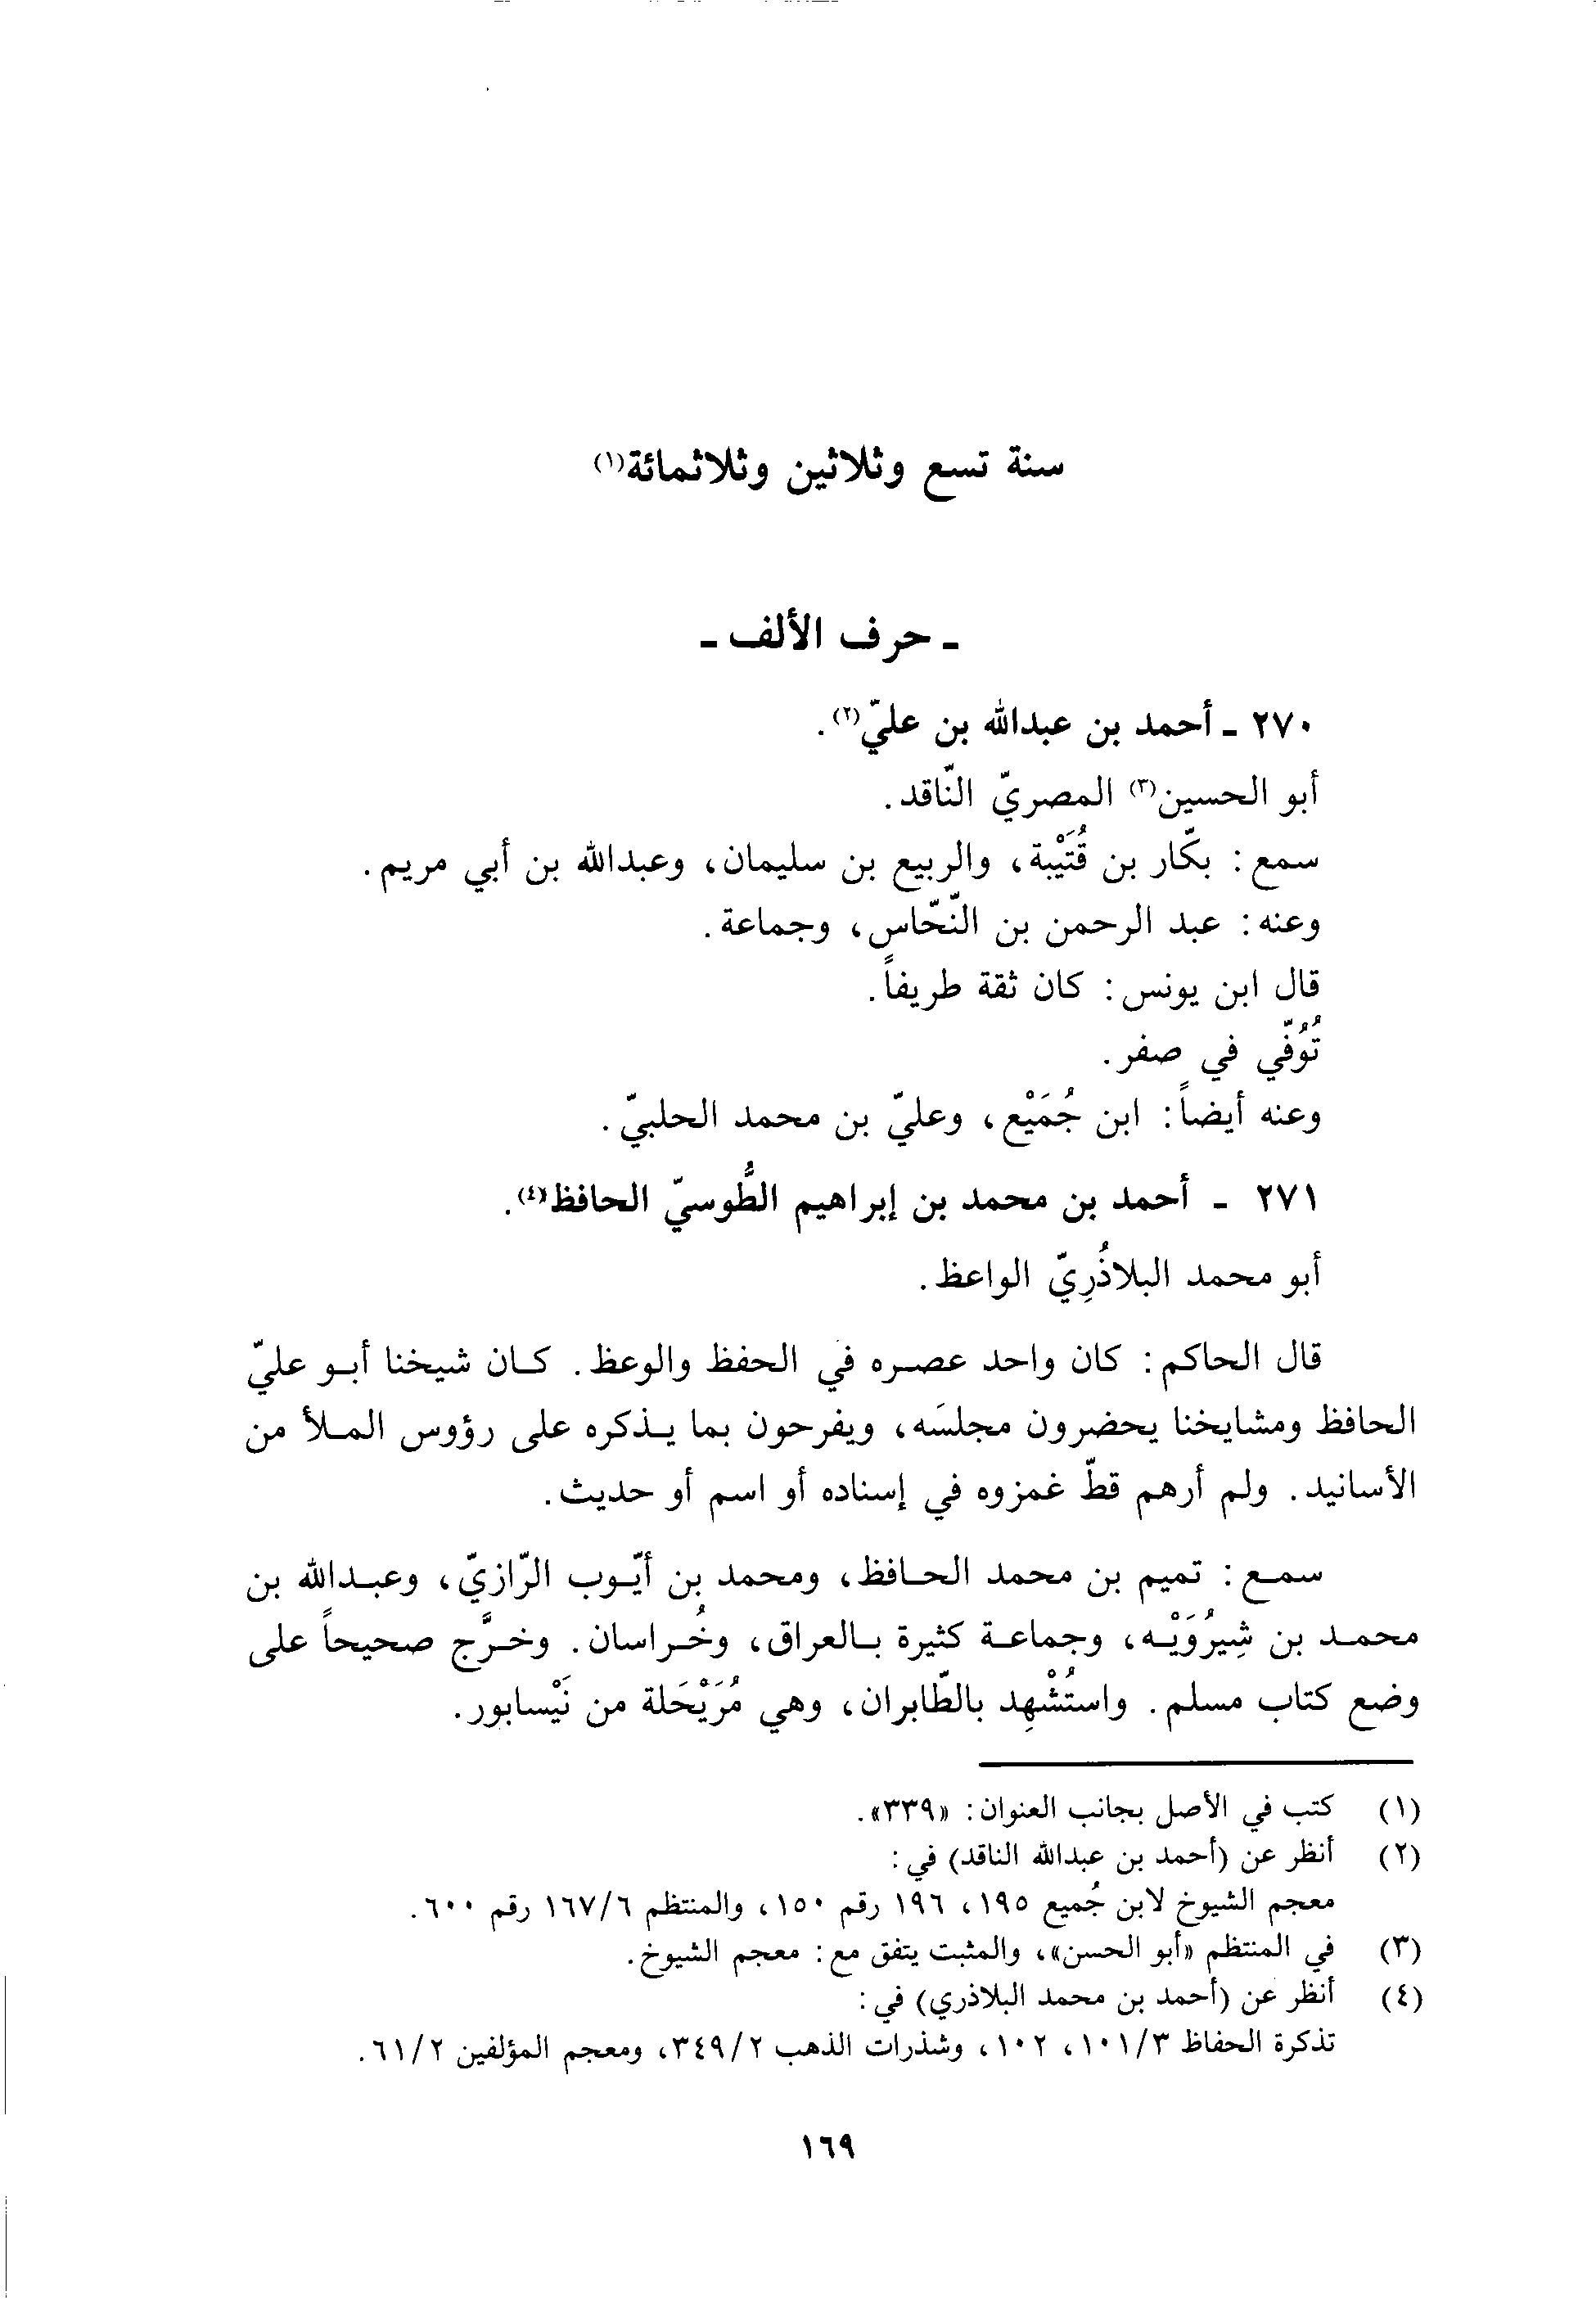 سنة تسع وثلاثين وثلاثمائة(١)
ـ حرف الألف ـ
٢٧٠ ـ أحمد بن عبدالله بن عليّ(٢).
أبو الحسين(٣) المصريّ النّاقد.
سمع: بكّار بن قُتَيْبة، والربيع بن سليمان، وعبدالله بن أبي مريم.
وعنه: عبد الرحمن بن النّحّاس، وجماعة.
قال ابن يونس: كان ثقة طريفاً.
تُوُفّي في صفر.
وعنه أيضاً: ابن جُمَيْع، وعليّ بن محمد الحلبيّ.
٢٧١ ـ أحمد بن محمد بن إبراهيم الطُّوسيّ الحافظ(٤).
أبو محمد البلاذُرِيّ الواعظ.
قال الحاكم: كان واحد عصره في الحفظ والوعظ. كان شيخنا أبو عليّ
الحافظ ومشايخنا يحضرون مجلسَه، ويفرحون بما يذكره على رؤوس الملأ من
الأسانيد. ولم أرهم قطّ غمزوه في إسناده أو اسم أو حديث.
سمع: تميم بن محمد الحافظ، ومحمد بن أيّوب الرّازيّ، وعبدالله بن
محمد بن شِيرُوَيْه، وجماعة كثيرة بالعراق، وخُراسان. وخرَّج صحيحاً على
وضع كتاب مسلم. واستُشْهِد بالطّابران، وهي مُرَيْحَلة من نَيْسابور.
(١) كتب في الأصل بجانب العنوان: «٣٣٩».
(٢) أنظر عن (أحمد بن عبدالله الناقد) في:
معجم الشيوخ لابن جُميع ١٩٥، ١٩٦ رقم ١٥٠، والمنتظم ١٦٧/٦ رقم ٦٠٠.
(٣) في المنتظم «أبو الحسن»، والمثبت يتفق مع: معجم الشيوخ.
(٤) أنظر عن (أحمد بن محمد البلاذري) في:
تذكرة الحفاظ ١٠١/٣، ١٠٢، وشذرات الذهب ٣٤٩/٢، ومعجم المؤلفين ٦١/٢.
١٦٩